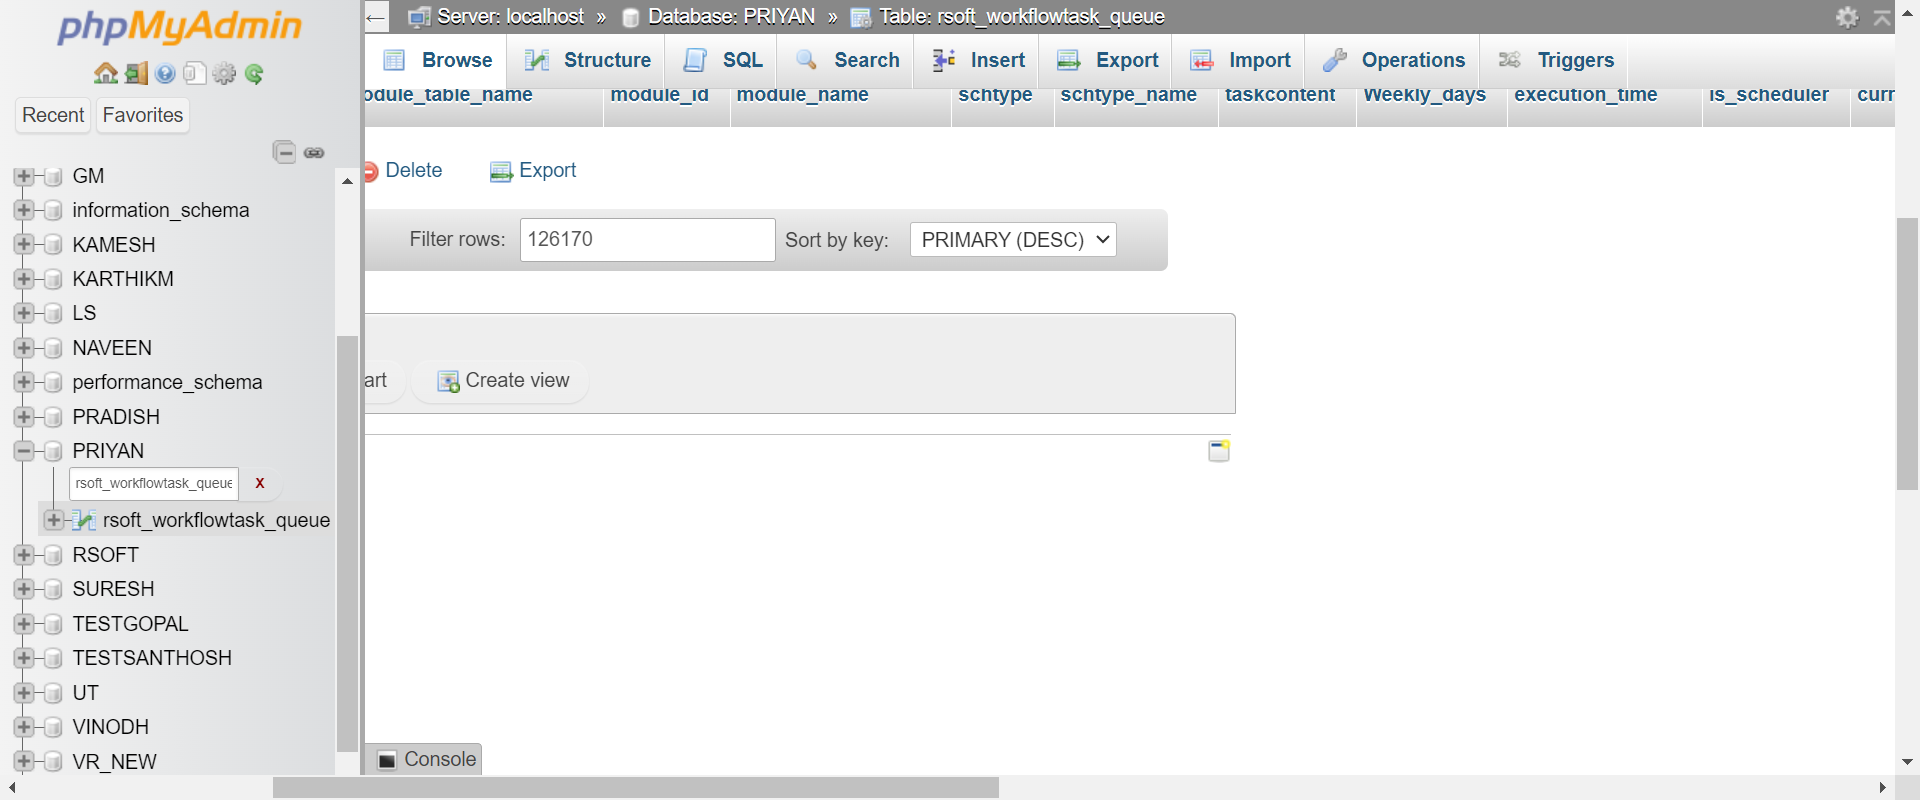 phpMyAdmin
Recent
Favorites
GM
information_schema
KAMESH
KARTHIKM
LS
NAVEEN
performance_schema
PRADISH
PRIYAN
rsoft_workflowtask_queue
X
rsoft_workflowtask_queue
RSOFT
SURESH
TESTGOPAL
TESTSANTHOSH
UT
VINODH
VR_NEW
← Server: localhost » Database: PRIYAN » Table: rsoft_workflowtask_queue
Browse Structure SQL Search Insert Export Import Operations Triggers
odule_table_name module_id module_name schtype schtype_name taskcontent Weekly_days execution_time is_scheduler curr
Delete Export
Filter rows: 126170 Sort by key: PRIMARY (DESC)
art Create view
Console